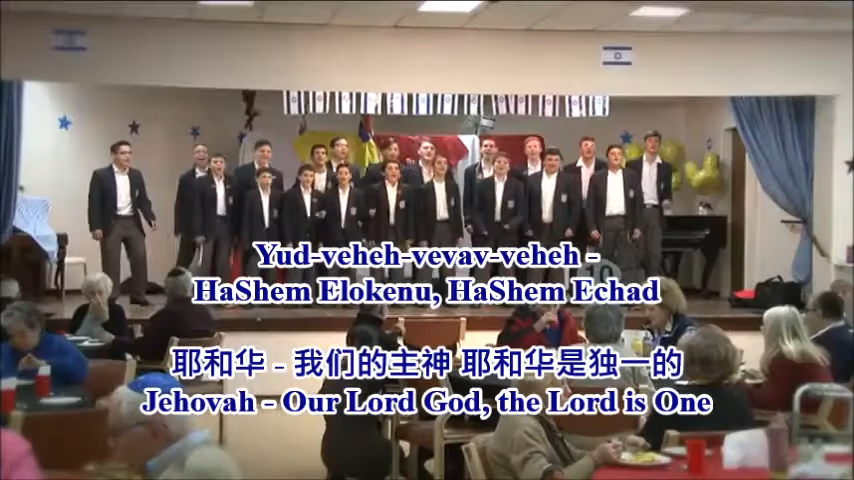 Yud-veheh-vevav-veheh -
HaShem Elokenu, HaShem Echad
耶和华 - 我们的主神 耶和华是独一的
Jehovah - Our Lord God, the Lord is One